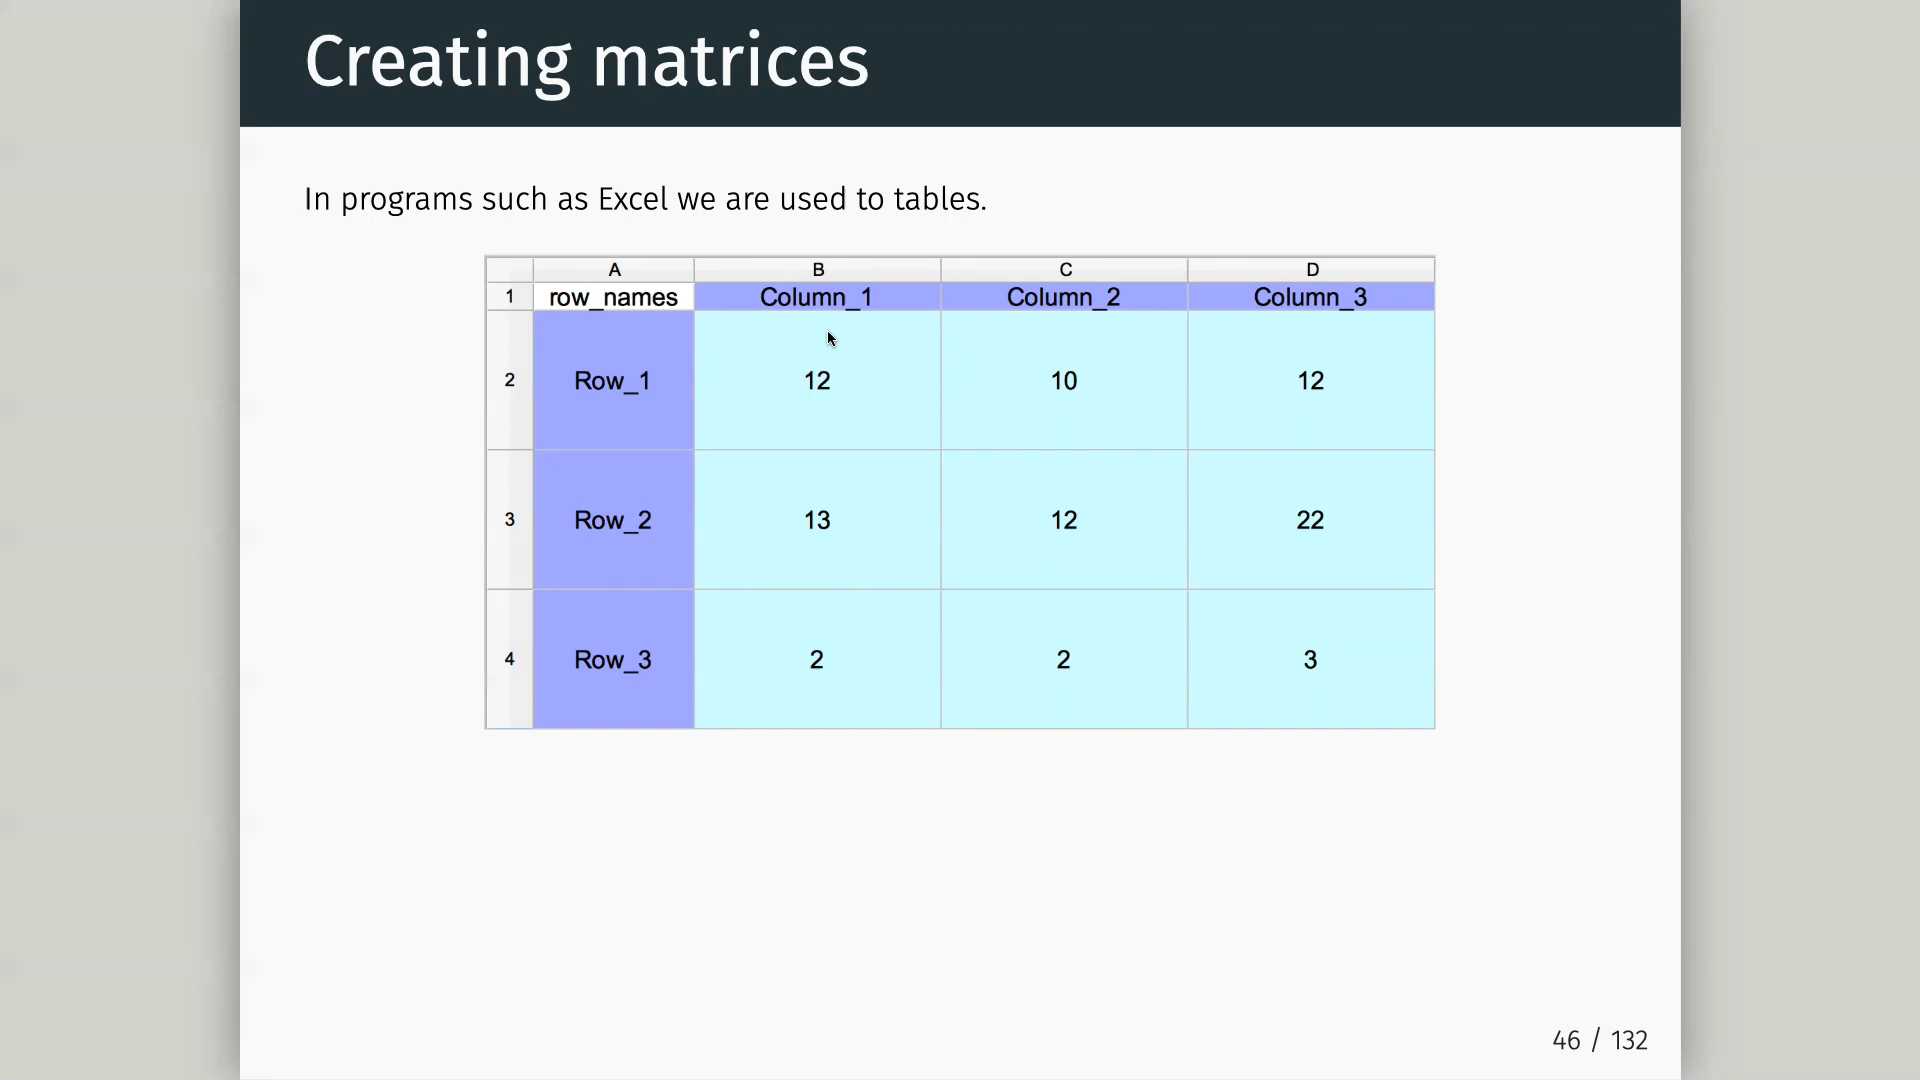 Creating matrices
In programs such as Excel we are used to tables.
A B C D
1 row_names Column_1 Column_2 Column_3
2 Row_1 12 10 12
3 Row_2 13 12 22
4 Row_3 2 2 3
46 / 132